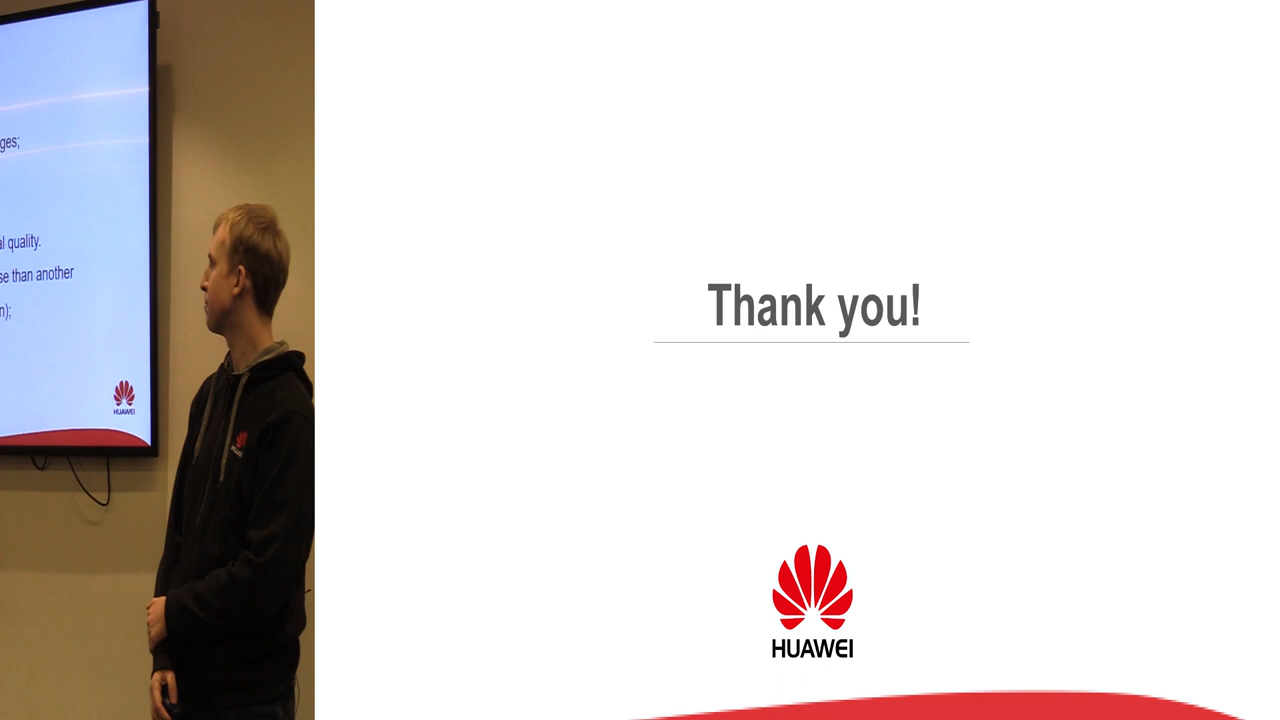 ges;
al quality.
se than another
n);
HUAWEI
Thank you!
HUAWEI